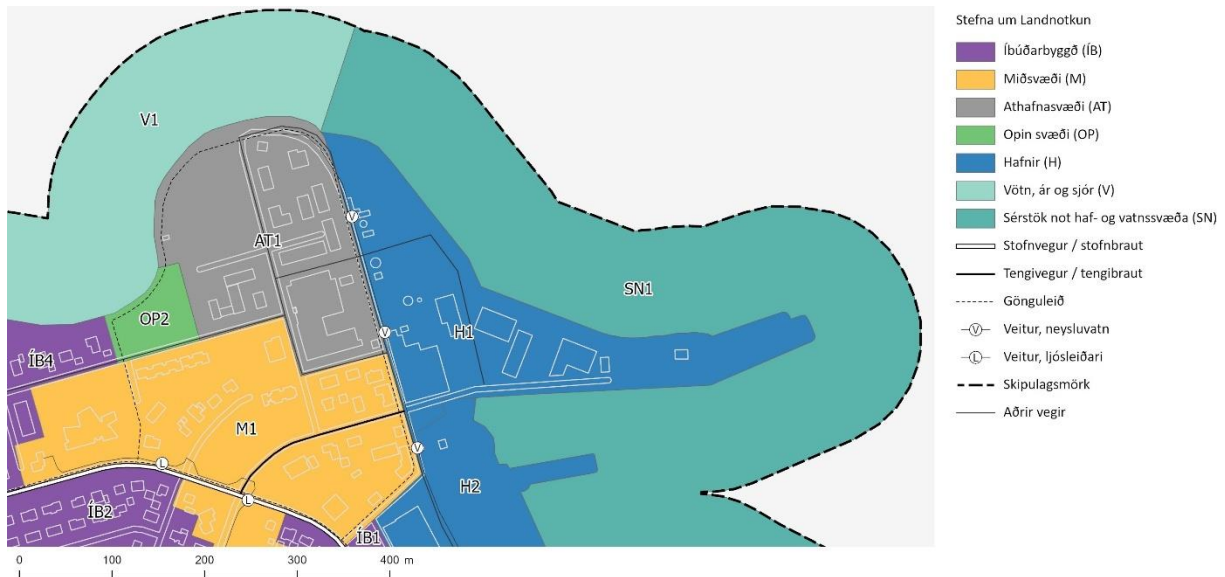 V1
AT1
SN1
OP2
H1
ÍB4
M1
H2
ÍB2
ÍB1
V
V
V
L
L
0 100 200 300 400 m
Stefna um Landnotkun
Íbúðarbyggð (ÍB)
Miðsvæði (M)
Athafnasvæði (AT)
Opin svæði (OP)
Hafnir (H)
Vötn, ár og sjór (V)
Sérstök not haf- og vatnssvæða (SN)
Stofnvegur / stofnbraut
Tengivegur / tengibraut
Gönguleið
V Veitur, neysluvatn
L Veitur, ljósleiðari
Skipulagsmörk
Aðrir vegir